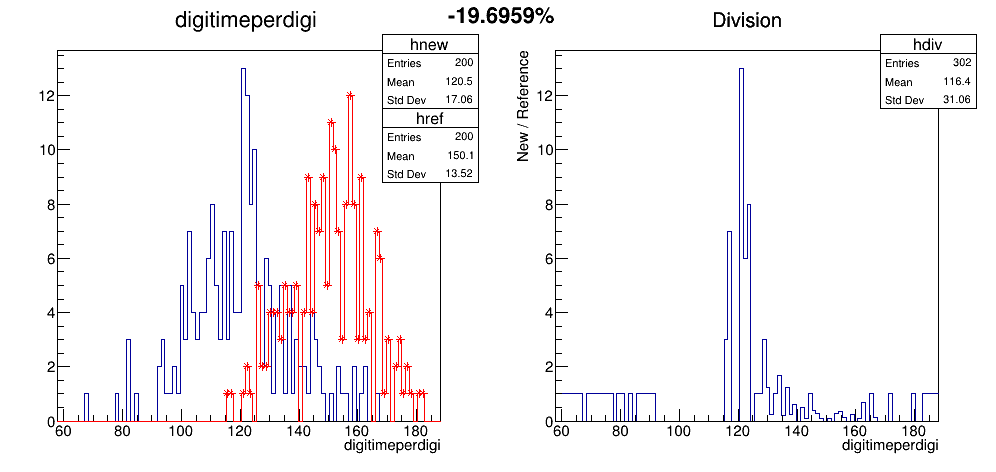 digitimeperdigi
-19.6959%
Division
hnew
Entries 200
Mean 120.5
Std Dev 17.06
href
Entries 200
Mean 150.1
Std Dev 13.52
0
2
4
6
8
10
12
60 80 100 120 140 160 180
digitimeperdigi
hdiv
Entries 302
Mean 116.4
Std Dev 31.06
New / Reference
0
2
4
6
8
10
12
60 80 100 120 140 160 180
digitimeperdigi